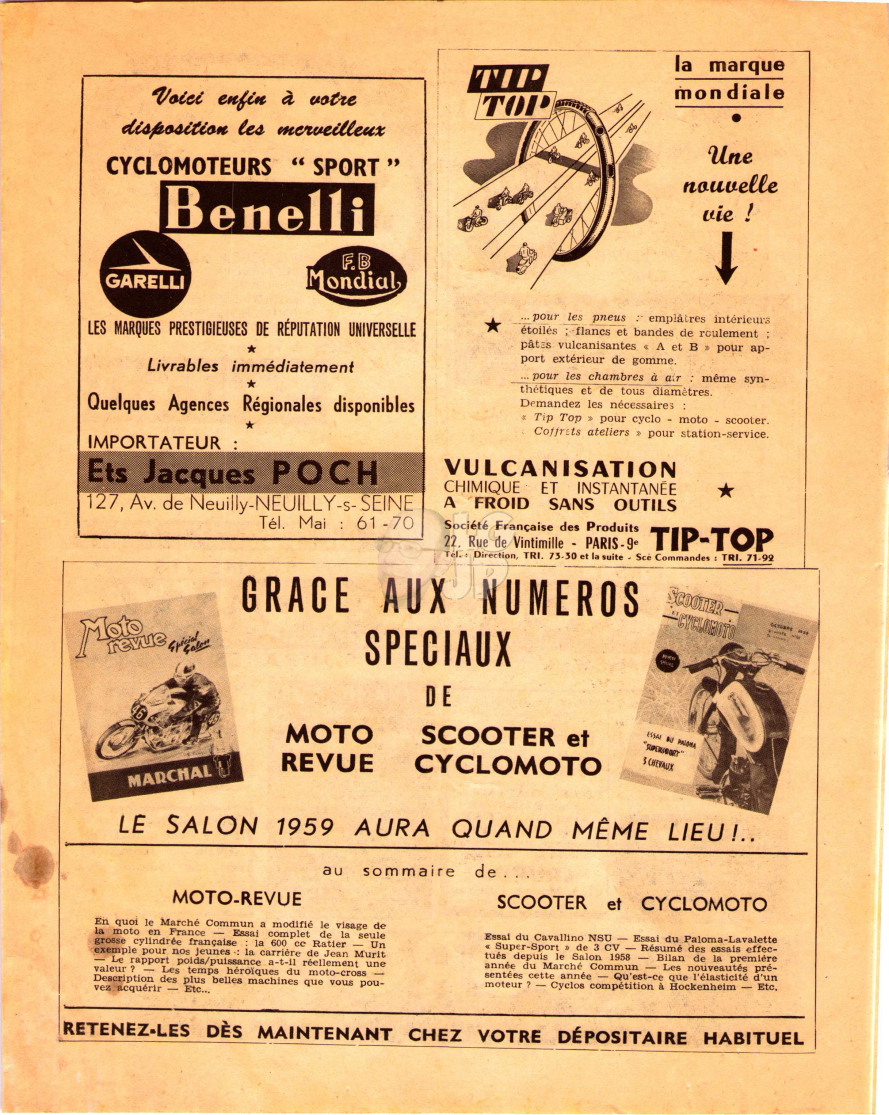 Voici enfin à votre
disposition les merveilleux
CYCLOMOTEURS " SPORT "
Benelli
GARELLI
F.B
Mondial
LES MARQUES PRESTIGIEUSES DE RÉPUTATION UNIVERSELLE
★
Livrables immédiatement
★
Quelques Agences Régionales disponibles
★
IMPORTATEUR :
Ets Jacques POCH
127, Av. de Neuilly-NEUILLY-s-SEINE
Tél. Mai : 61-70
TIP
TOP
la marque
mondiale
•
Une
nouvelle
vie !
★ ...pour les pneus : emplâtres intérieurs
étoilés ; flancs et bandes de roulement ;
pâtes vulcanisantes « A et B » pour ap-
port extérieur de gomme.
...pour les chambres à air : même syn-
thétiques et de tous diamètres.
Demandez les nécessaires :
« Tip Top » pour cyclo - moto - scooter.
Coffrets ateliers » pour station-service.
VULCANISATION
CHIMIQUE ET INSTANTANÉE
A FROID SANS OUTILS
★
Société Française des Produits
22, Rue de Vintimille - PARIS-9e
TIP-TOP
Tél. : Direction, TRI. 73-30 et la suite - Sce Commandes : TRI. 71-92
GRACE AUX NUMEROS
SPECIAUX
DE
MOTO REVUE
SCOOTER et CYCLOMOTO
Moto
revue
Spécial
Salon
46
MARCHAL
SCOOTER
et
CYCLOMOTO
OCTOBRE
ESSAI DU PALOMA
"SUPERSPORT"
5 CHEVAUX
LE SALON 1959 AURA QUAND MÊME LIEU !..
au sommaire de...
MOTO-REVUE
En quoi le Marché Commun a modifié le visage de
la moto en France — Essai complet de la seule
grosse cylindrée française : la 600 cc Ratier — Un
exemple pour nos jeunes : la carrière de Jean Murit
— Le rapport poids/puissance a-t-il réellement une
valeur ? — Les temps héroïques du moto-cross —
Description des plus belles machines que vous pou-
vez acquérir — Etc...
SCOOTER et CYCLOMOTO
Essai du Cavallino NSU — Essai du Paloma-Lavalette
« Super-Sport » de 3 CV — Résumé des essais effec-
tués depuis le Salon 1958 — Bilan de la première
année du Marché Commun — Les nouveautés pré-
sentées cette année — Qu'est-ce que l'élasticité d'un
moteur ? — Cyclos compétition à Hockenheim — Etc.
RETENEZ-LES DÈS MAINTENANT CHEZ VOTRE DÉPOSITAIRE HABITUEL